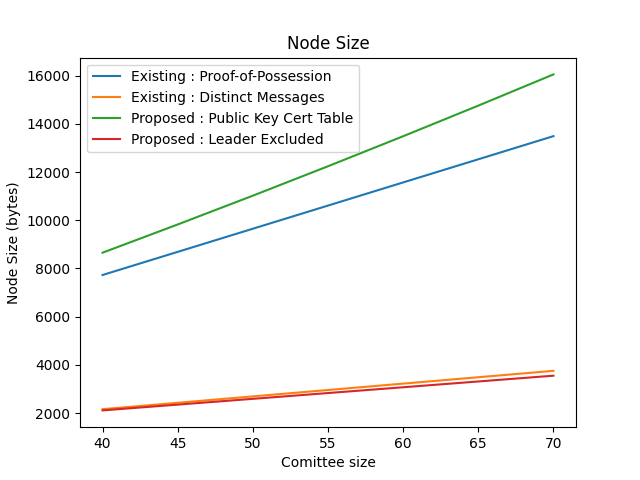 Node Size
Existing : Proof-of-Possession
Existing : Distinct Messages
Proposed : Public Key Cert Table
Proposed : Leader Excluded
Node Size (bytes)
16000
14000
12000
10000
8000
6000
4000
2000
40 45 50 55 60 65 70
Comittee size